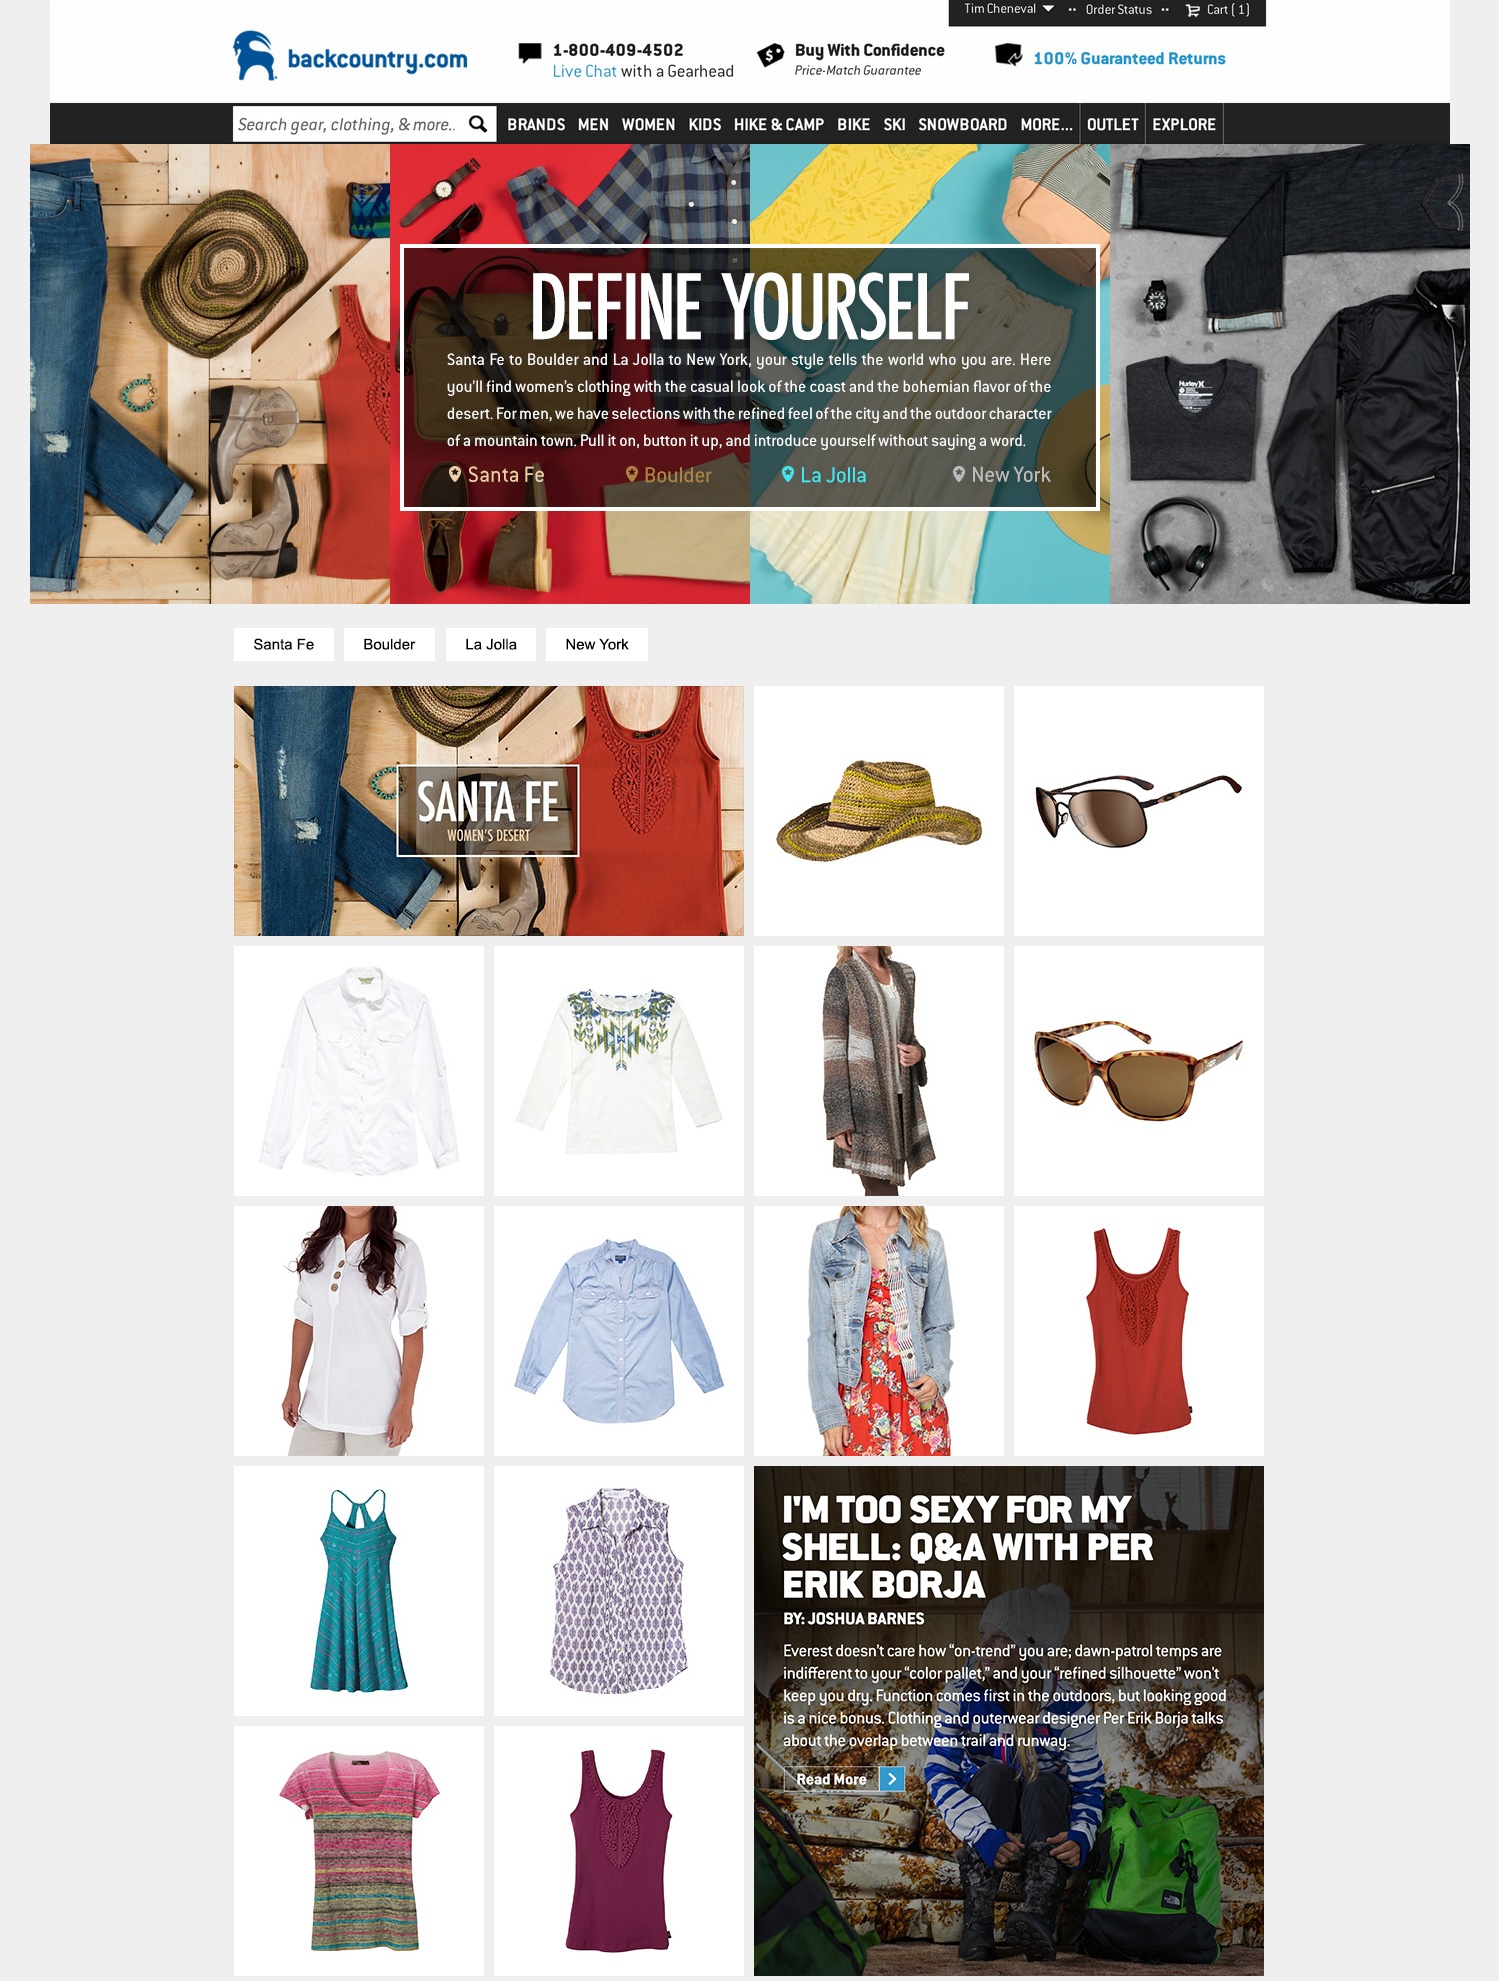 Tim Cheneval
Order Status
Cart ( 1 )
backcountry.com
1-800-409-4502
Live Chat with a Gearhead
Buy With Confidence
Price-Match Guarantee
100% Guaranteed Returns
Search gear, clothing, & more..
BRANDS MEN WOMEN KIDS HIKE & CAMP BIKE SKI SNOWBOARD MORE... OUTLET EXPLORE
DEFINE YOURSELF
Santa Fe to Boulder and La Jolla to New York, your style tells the world who you are. Here
you'll find women's clothing with the casual look of the coast and the bohemian flavor of the
desert. For men, we have selections with the refined feel of the city and the outdoor character
of a mountain town. Pull it on, button it up, and introduce yourself without saying a word.
Santa Fe Boulder La Jolla New York
Hurley
Santa Fe Boulder La Jolla New York
SANTA FE
WOMEN'S DESERT
I'M TOO SEXY FOR MY
SHELL: Q&A WITH PER
ERIK BORJA
BY: JOSHUA BARNES
Everest doesn't care how “on-trend” you are; dawn-patrol temps are
indifferent to your “color pallet,” and your “refined silhouette” won't
keep you dry. Function comes first in the outdoors, but looking good
is a nice bonus. Clothing and outerwear designer Per Erik Borja talks
about the overlap between trail and runway.
Read More